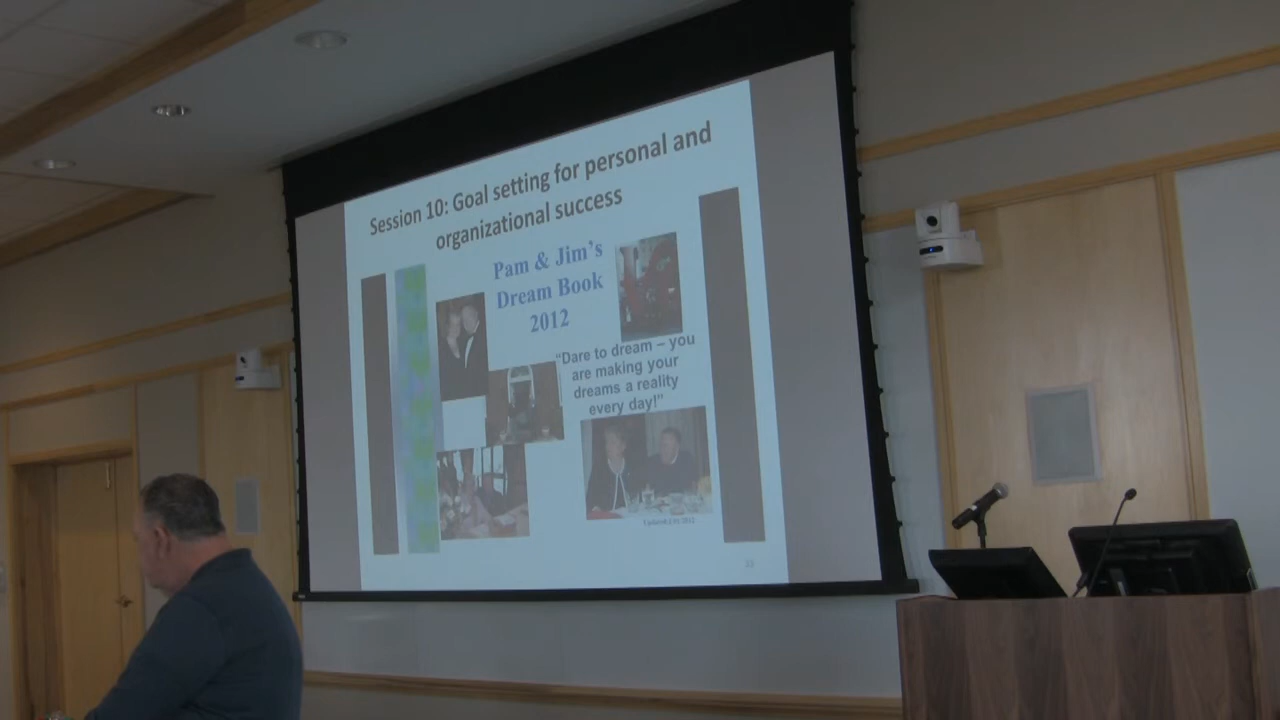 Session 10: Goal setting for personal and
organizational success
Pam & Jim's
Dream Book
2012
"Dare to dream – you
are making your
dreams a reality
every day!"